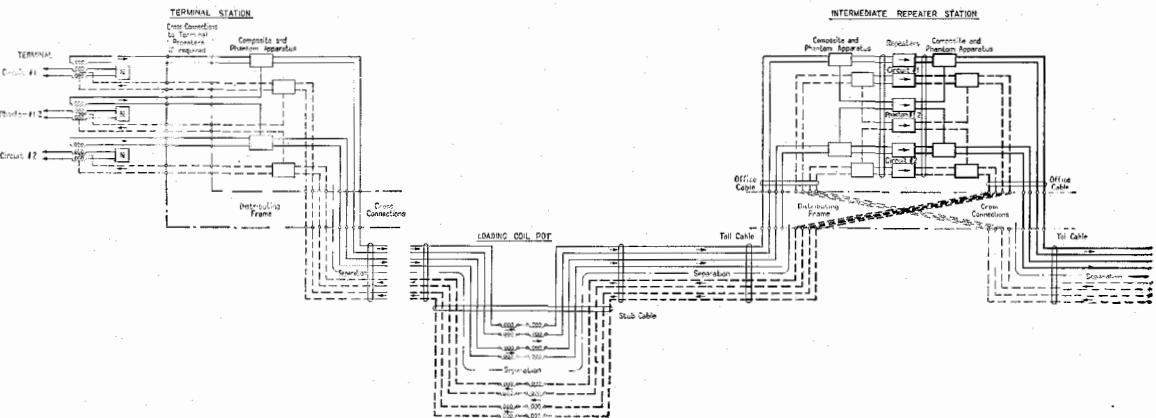 TERMINAL STATION
Cross Connections
to Terminal
Repeaters
if required
Composite and
Phantom Apparatus
TERMINAL
Circuit #1
N
Phantom #1-2
N
Circuit #2
N
Distributing
Frame
Cross
Connections
Separation
LOADING COIL POT
Separation
Stub Cable
INTERMEDIATE REPEATER STATION
Composite and
Phantom Apparatus
Repeaters
Composite and
Phantom Apparatus
Circuit #1
Circuit #2
Office
Cable
Office
Cable
Distributing
Frame
Cross
Connections
Toll Cable
Toll Cable
Separation
Separation